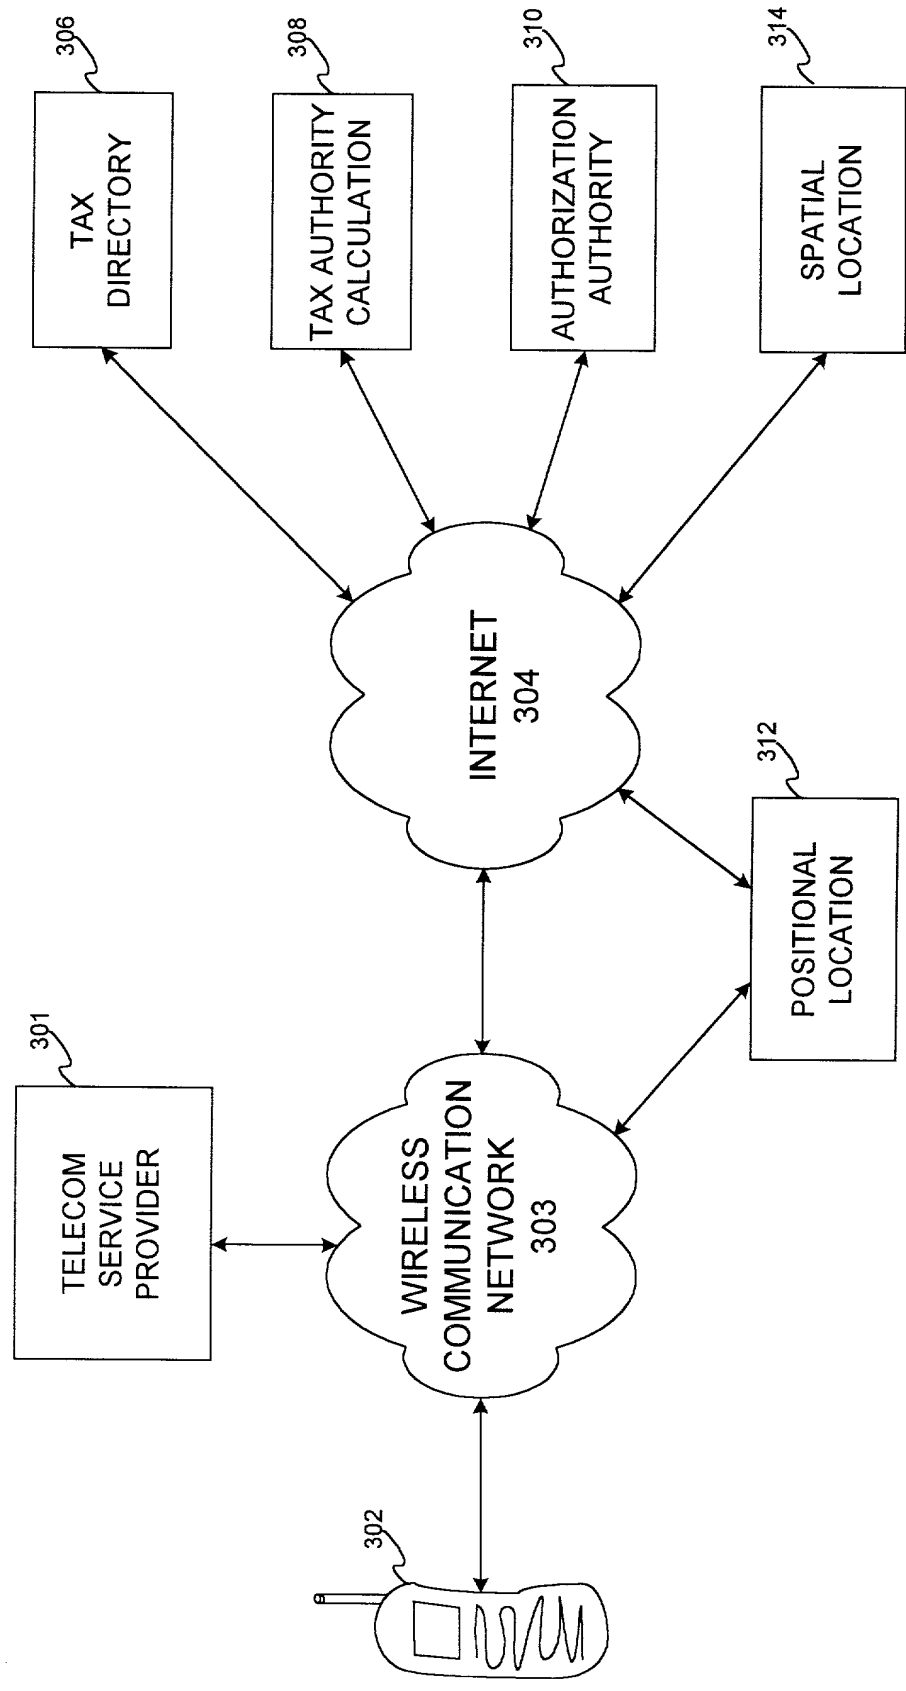 301
TELECOM
SERVICE
PROVIDER
306
TAX
DIRECTORY
308
TAX AUTHORITY
CALCULATION
302
WIRELESS
COMMUNICATION
NETWORK
303
INTERNET
304
310
AUTHORIZATION
AUTHORITY
312
POSITIONAL
LOCATION
314
SPATIAL
LOCATION